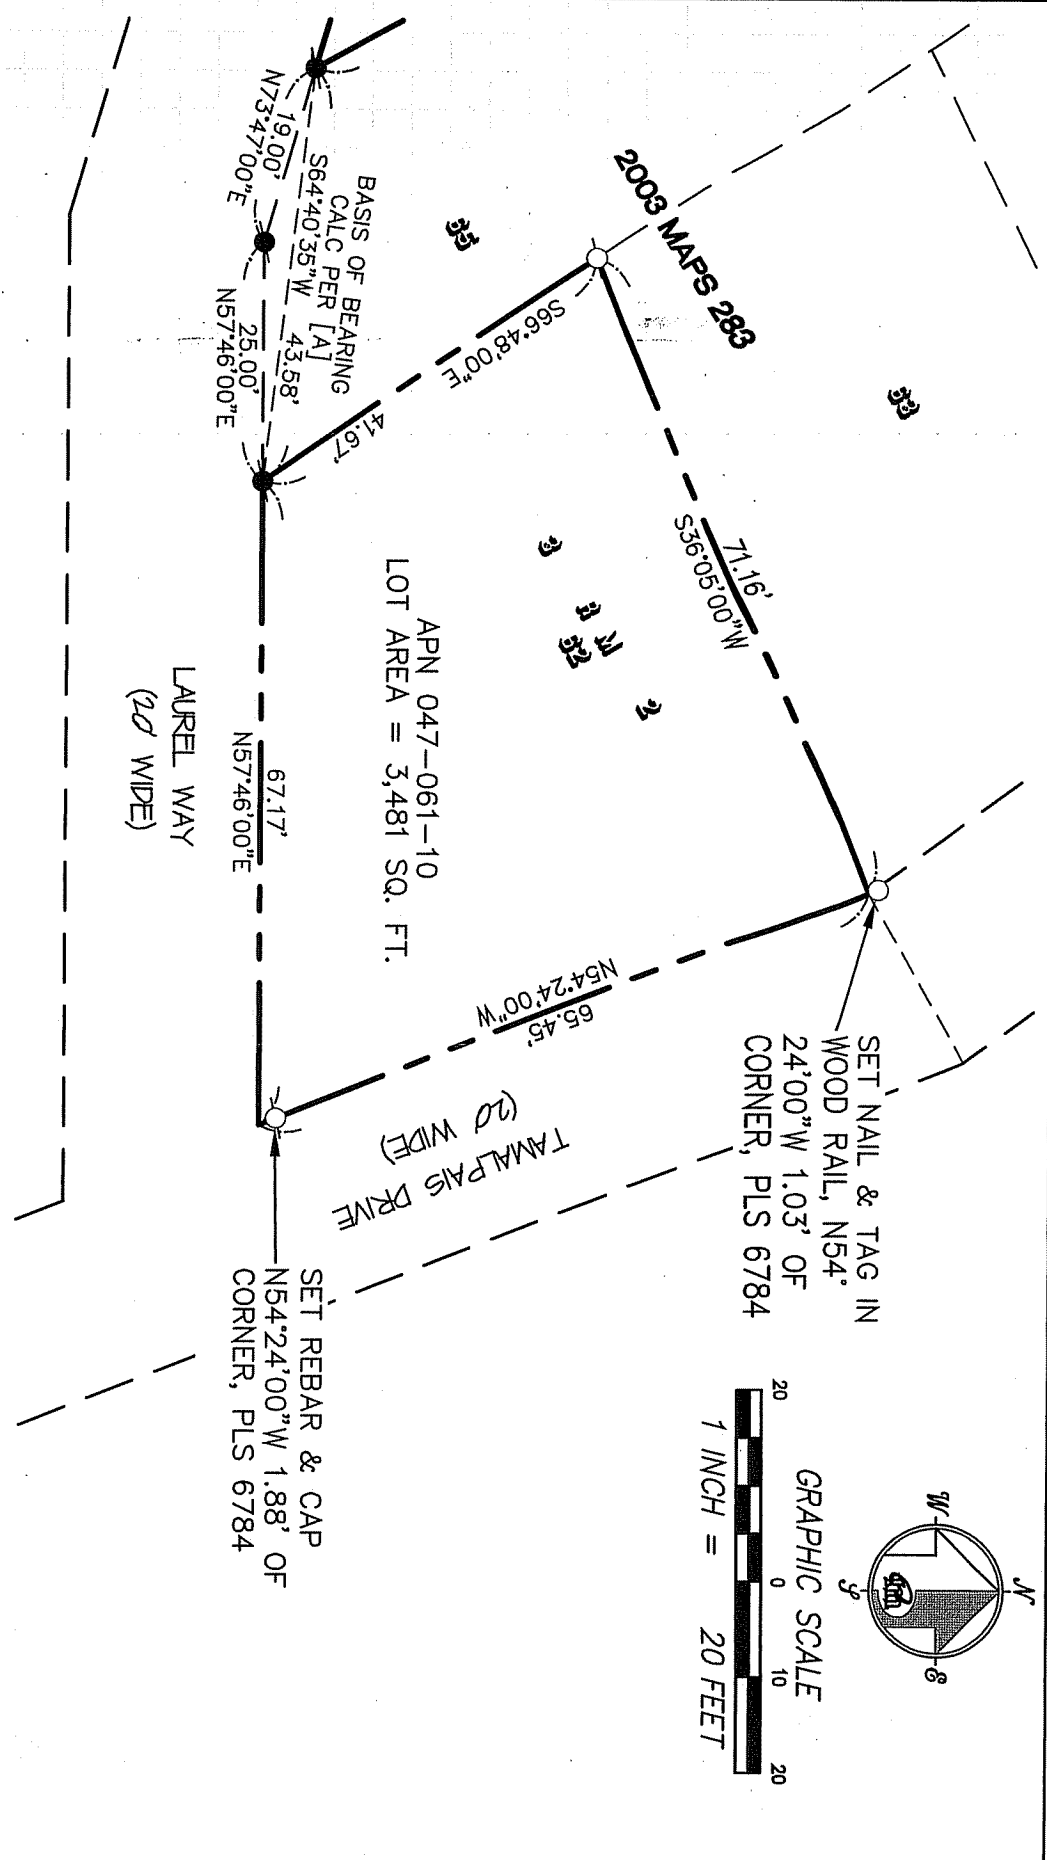 N
W
E
S
GRAPHIC SCALE
20
0
10
20
1 INCH = 20 FEET
SET NAIL & TAG IN
WOOD RAIL, N54°
24'00"W 1.03' OF
CORNER, PLS 6784
SET REBAR & CAP
N54°24'00"W 1.88' OF
CORNER, PLS 6784
2003 MAPS 283
71.16'
S36°05'00"W
S66°48'00"E
41.67'
N54°24'00"W
65.45'
TAMALPAIS DRIVE
(20' WIDE)
BASIS OF BEARING
CALC PER [A]
S64°40'35"W 43.58'
19.00'
N73°47'00"E
25.00'
N57°46'00"E
APN 047-061-10
LOT AREA = 3,481 SQ. FT.
67.17'
N57°46'00"E
LAUREL WAY
(20' WIDE)